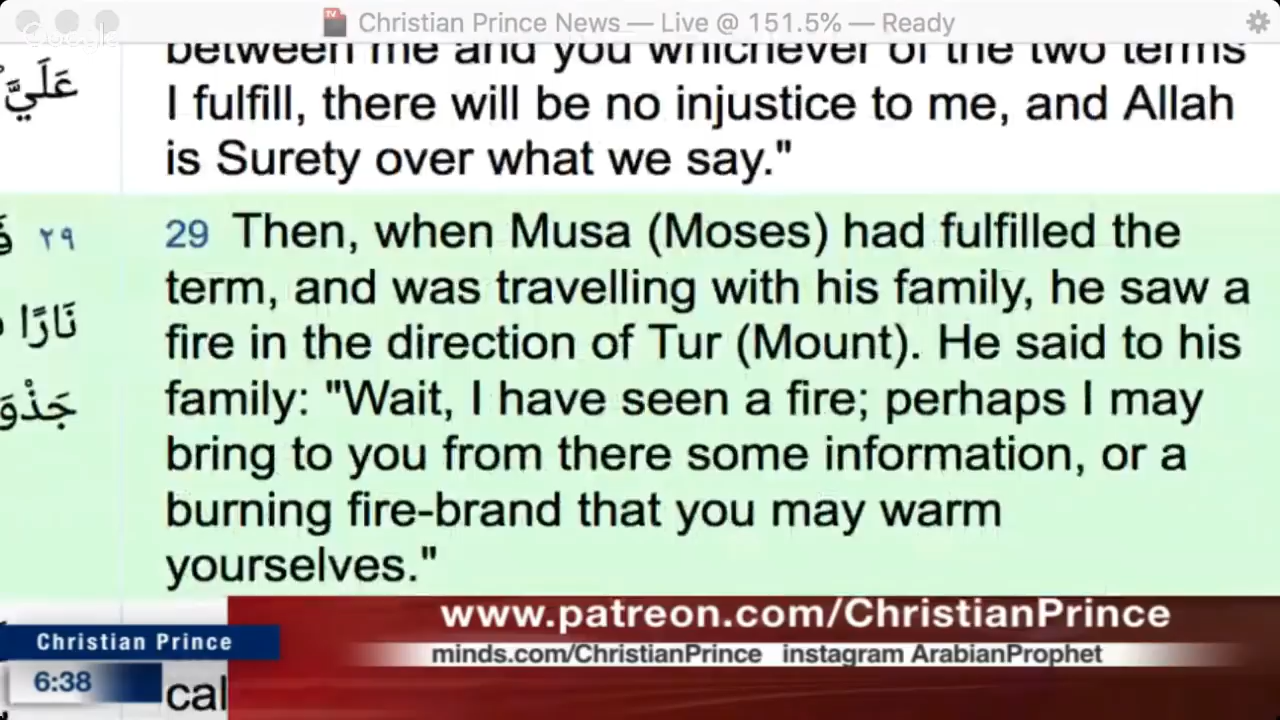 Christian Prince News — Live @ 151.5% — Ready
Google
between me and you whichever of the two terms
عَلَيَّ
I fulfill, there will be no injustice to me, and Allah
is Surety over what we say."
٢٩
29 Then, when Musa (Moses) had fulfilled the
term, and was travelling with his family, he saw a
نَارًا
fire in the direction of Tur (Mount). He said to his
family: "Wait, I have seen a fire; perhaps I may
bring to you from there some information, or a
burning fire-brand that you may warm
yourselves."
www.patreon.com/ChristianPrince
Christian Prince
minds.com/ChristianPrince instagram ArabianProphet
6:38
cal